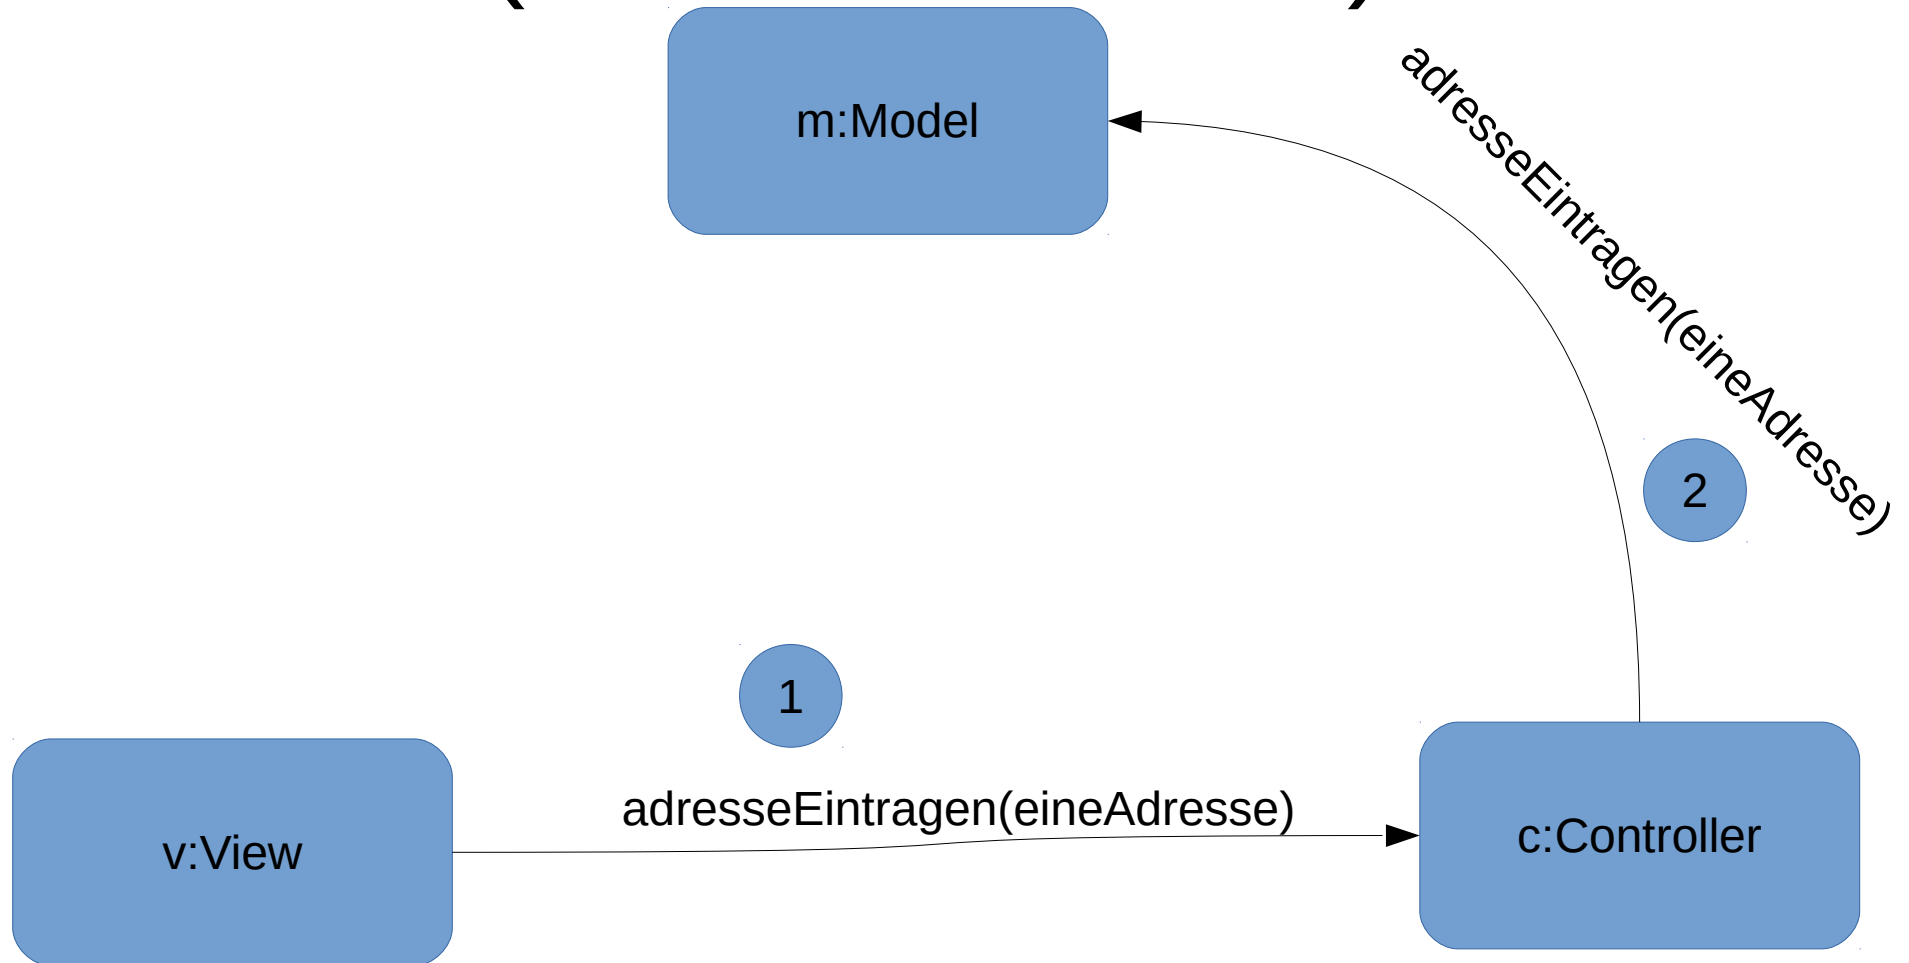 m:Model
adresseEintragen(eineAdresse)
2
1
adresseEintragen(eineAdresse)
v:View
c:Controller